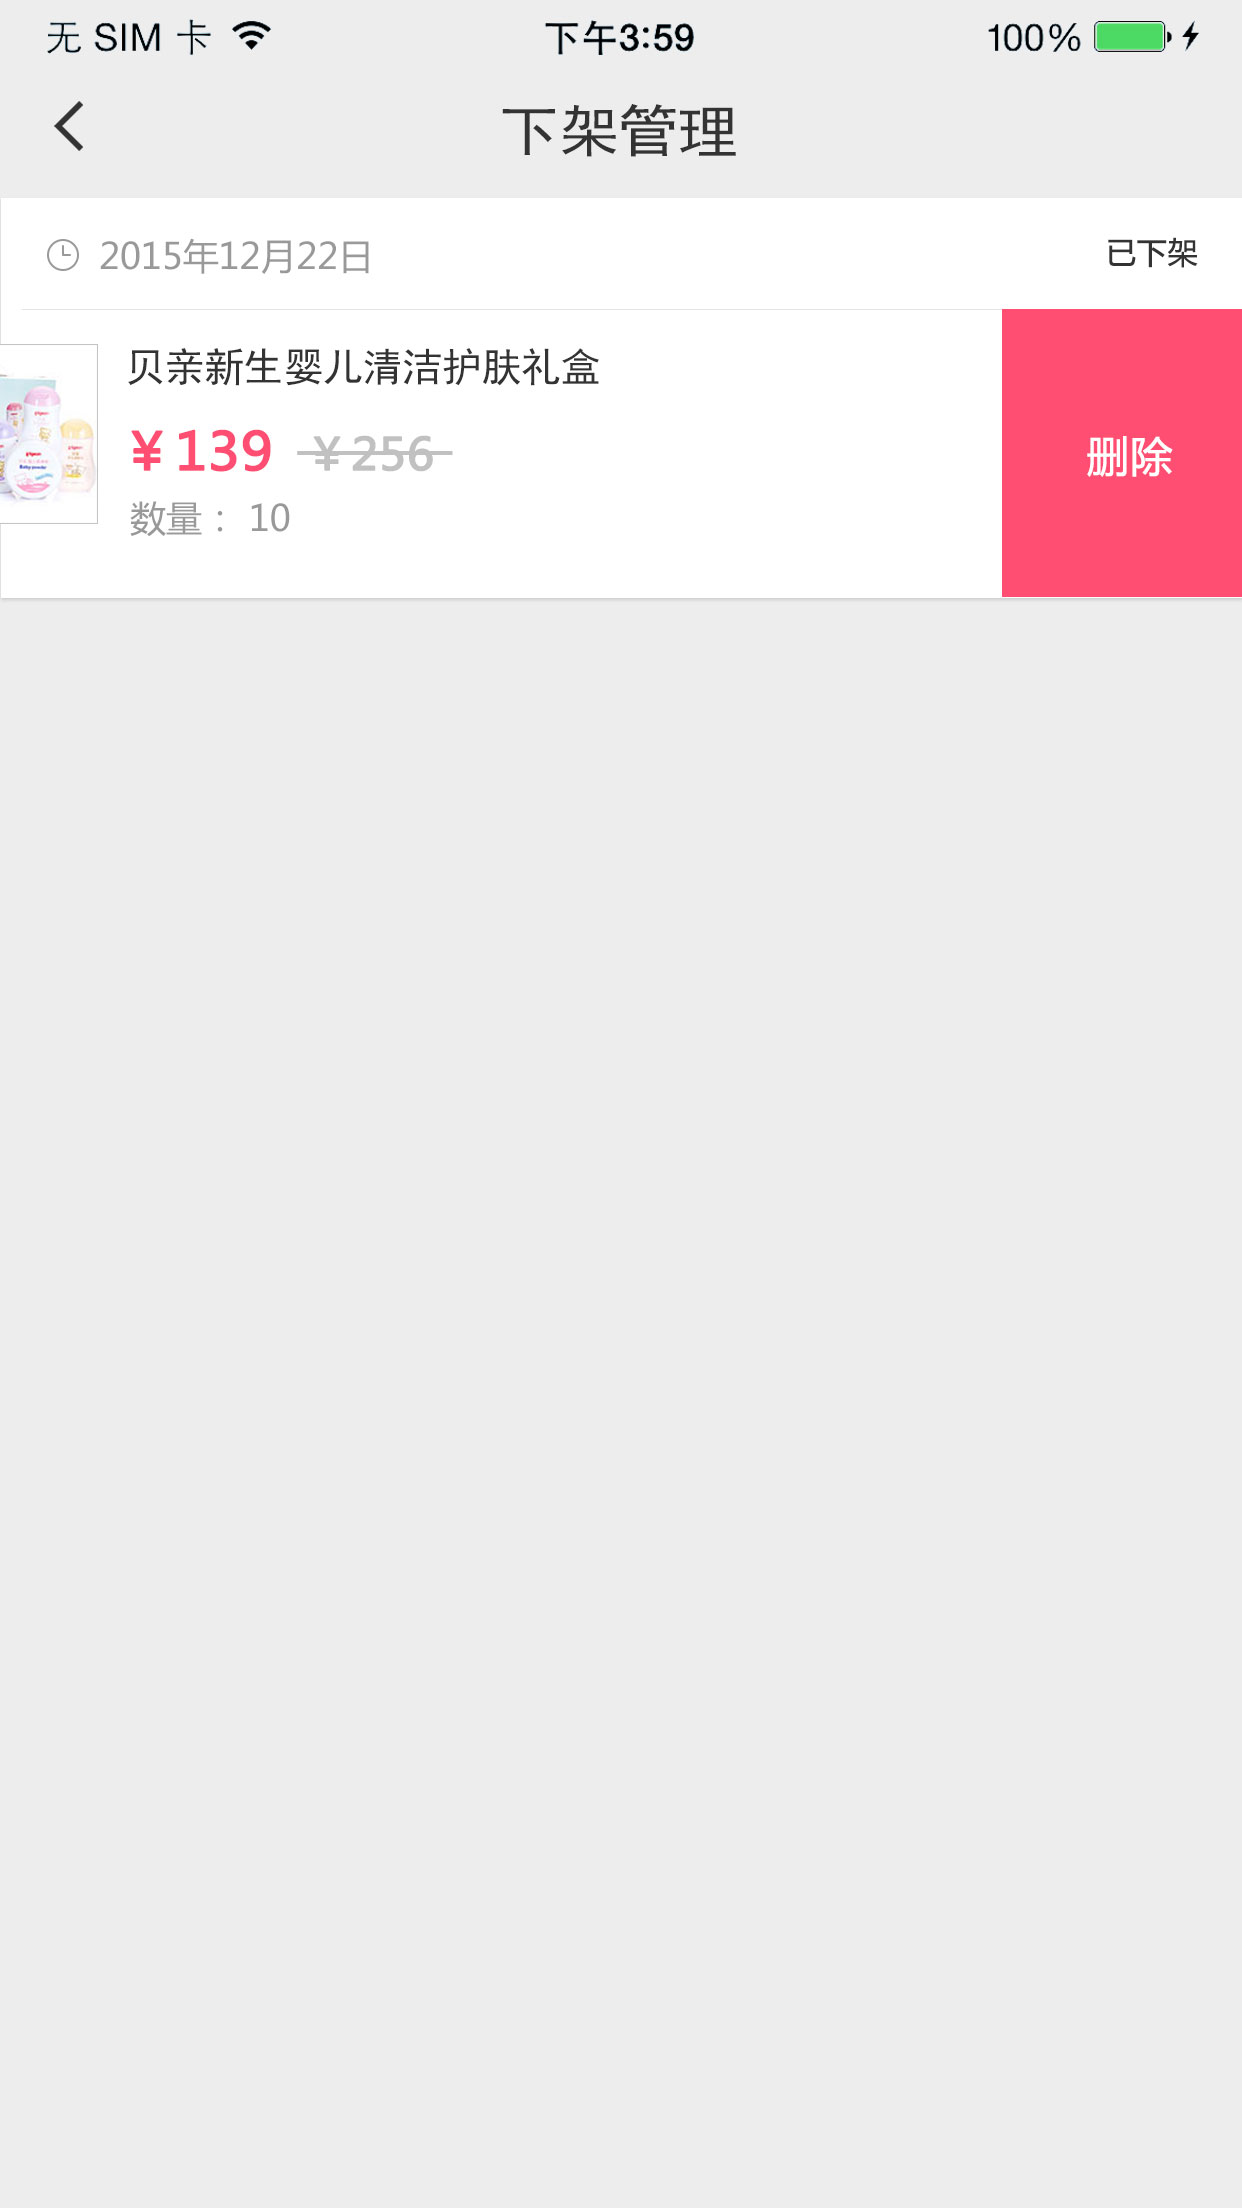 无 SIM 卡
下午3:59
100%
下架管理
2015年12月22日
已下架
贝亲新生婴儿清洁护肤礼盒
¥139 ¥256
数量： 10
删除